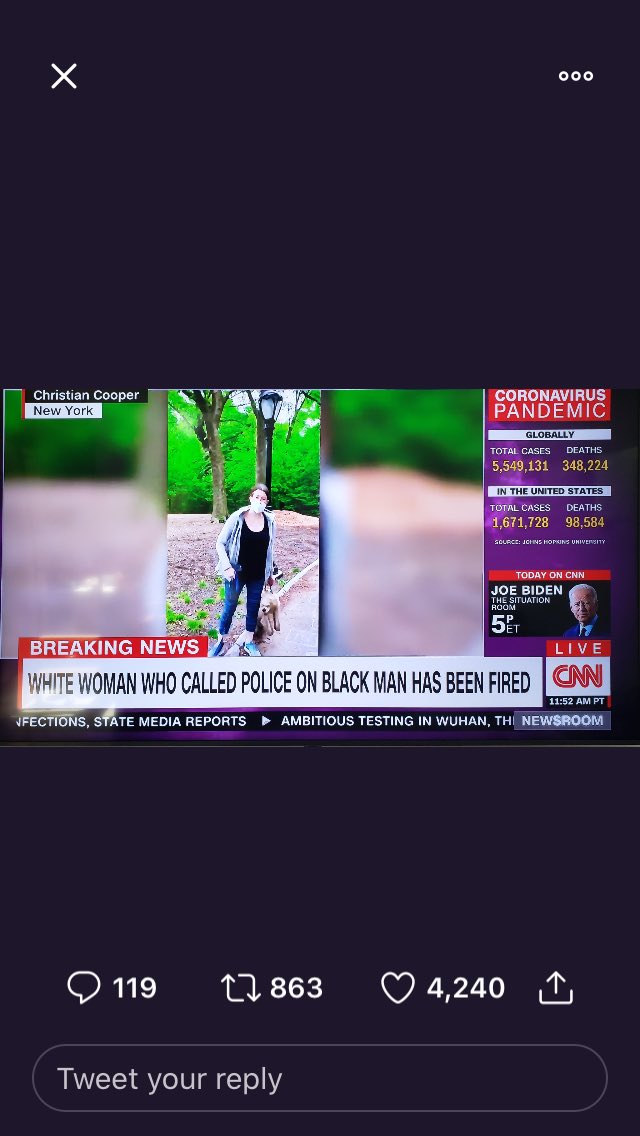 Christian Cooper
New York
CORONAVIRUS
PANDEMIC
GLOBALLY
TOTAL CASES DEATHS
5,549,131 348,224
IN THE UNITED STATES
TOTAL CASES DEATHS
1,671,728 98,584
SOURCE: JOHNS HOPKINS UNIVERSITY
TODAY ON CNN
JOE BIDEN
THE SITUATION
ROOM
5P
ET
BREAKING NEWS
LIVE
WHITE WOMAN WHO CALLED POLICE ON BLACK MAN HAS BEEN FIRED
CNN
11:52 AM PT
NFECTIONS, STATE MEDIA REPORTS ▶ AMBITIOUS TESTING IN WUHAN, TH
NEWSROOM
119 863 4,240
Tweet your reply